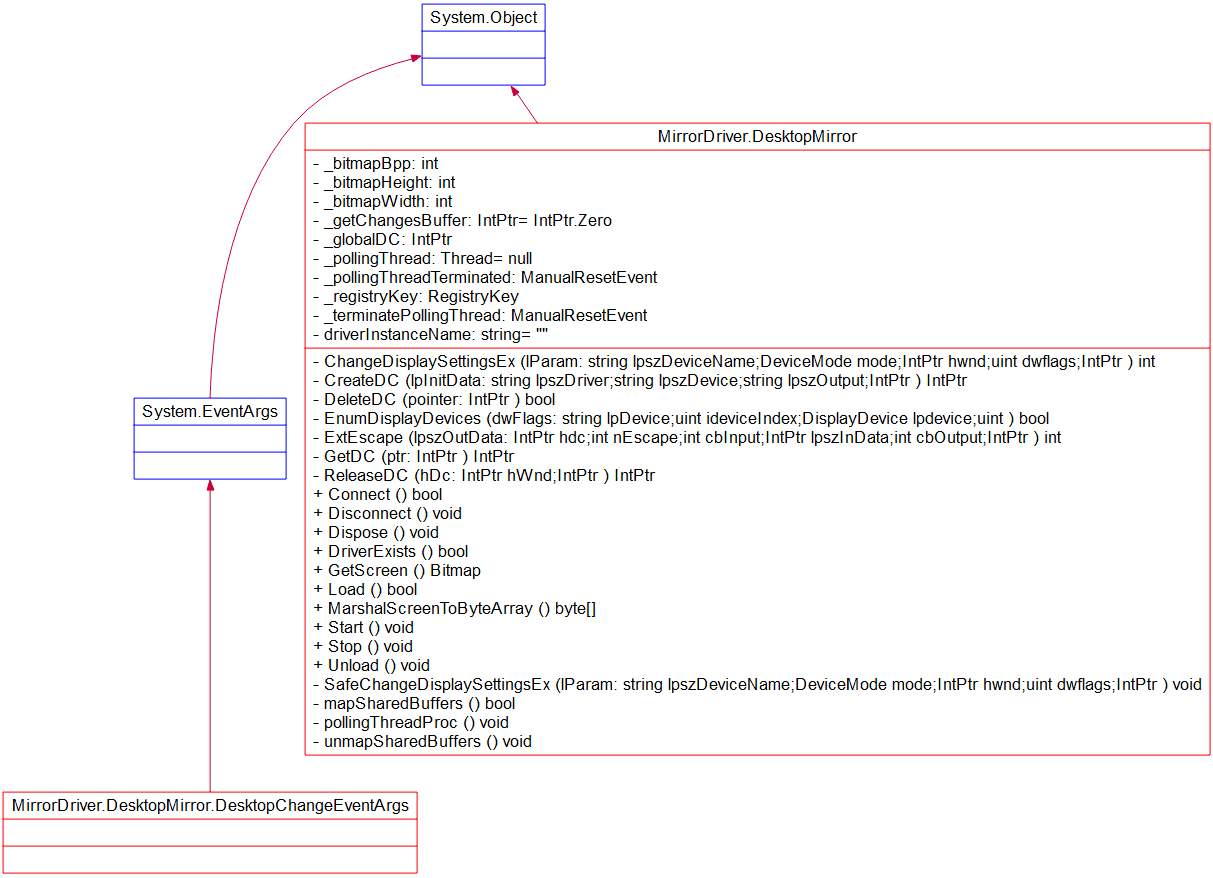 System.Object
MirrorDriver.DesktopMirror
- _bitmapBpp: int
- _bitmapHeight: int
- _bitmapWidth: int
- _getChangesBuffer: IntPtr= IntPtr.Zero
- _globalDC: IntPtr
- _pollingThread: Thread= null
- _pollingThreadTerminated: ManualResetEvent
- _registryKey: RegistryKey
- _terminatePollingThread: ManualResetEvent
- driverInstanceName: string= ""
- ChangeDisplaySettingsEx (lParam: string lpszDeviceName;DeviceMode mode;IntPtr hwnd;uint dwflags;IntPtr ) int
- CreateDC (lpInitData: string lpszDriver;string lpszDevice;string lpszOutput;IntPtr ) IntPtr
- DeleteDC (pointer: IntPtr ) bool
- EnumDisplayDevices (dwFlags: string lpDevice;uint ideviceIndex;DisplayDevice lpdevice;uint ) bool
- ExtEscape (lpszOutData: IntPtr hdc;int nEscape;int cbInput;IntPtr lpszInData;int cbOutput;IntPtr ) int
- GetDC (ptr: IntPtr ) IntPtr
- ReleaseDC (hDc: IntPtr hWnd;IntPtr ) IntPtr
+ Connect () bool
+ Disconnect () void
+ Dispose () void
+ DriverExists () bool
+ GetScreen () Bitmap
+ Load () bool
+ MarshalScreenToByteArray () byte[]
+ Start () void
+ Stop () void
+ Unload () void
- SafeChangeDisplaySettingsEx (lParam: string lpszDeviceName;DeviceMode mode;IntPtr hwnd;uint dwflags;IntPtr ) void
- mapSharedBuffers () bool
- pollingThreadProc () void
- unmapSharedBuffers () void
System.EventArgs
MirrorDriver.DesktopMirror.DesktopChangeEventArgs